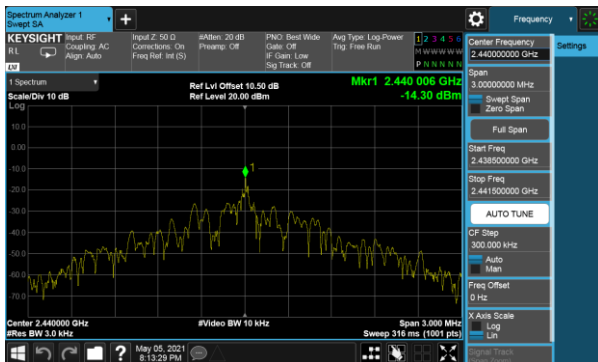 Spectrum Analyzer 1
Swept SA
Frequency
KEYSIGHT
RL
LXI
Input: RF
Coupling: AC
Align: Auto
Input Z: 50 Ω
Corrections: On
Freq Ref: Int (S)
#Atten: 20 dB
Preamp: Off
PNO: Best Wide
Gate: Off
IF Gain: Low
Sig Track: Off
Avg Type: Log-Power
Trig: Free Run
1 2 3 4 5 6
M W W W W W
P N N N N N
1 Spectrum
Scale/Div 10 dB
Log
Ref Lvl Offset 10.50 dB
Ref Level 20.00 dBm
Mkr1 2.440 006 GHz
-14.30 dBm
1
10.0
0.00
-10.0
-20.0
-30.0
-40.0
-50.0
-60.0
-70.0
Center 2.440000 GHz
#Res BW 3.0 kHz
#Video BW 10 kHz
Span 3.000 MHz
Sweep 316 ms (1001 pts)
Center Frequency
2.440000000 GHz
Settings
Span
3.00000000 MHz
Swept Span
Zero Span
Full Span
Start Freq
2.438500000 GHz
Stop Freq
2.441500000 GHz
AUTO TUNE
CF Step
300.000 kHz
Auto
Man
Freq Offset
0 Hz
X Axis Scale
Log
Lin
Signal Track
May 05, 2021
8:13:29 PM